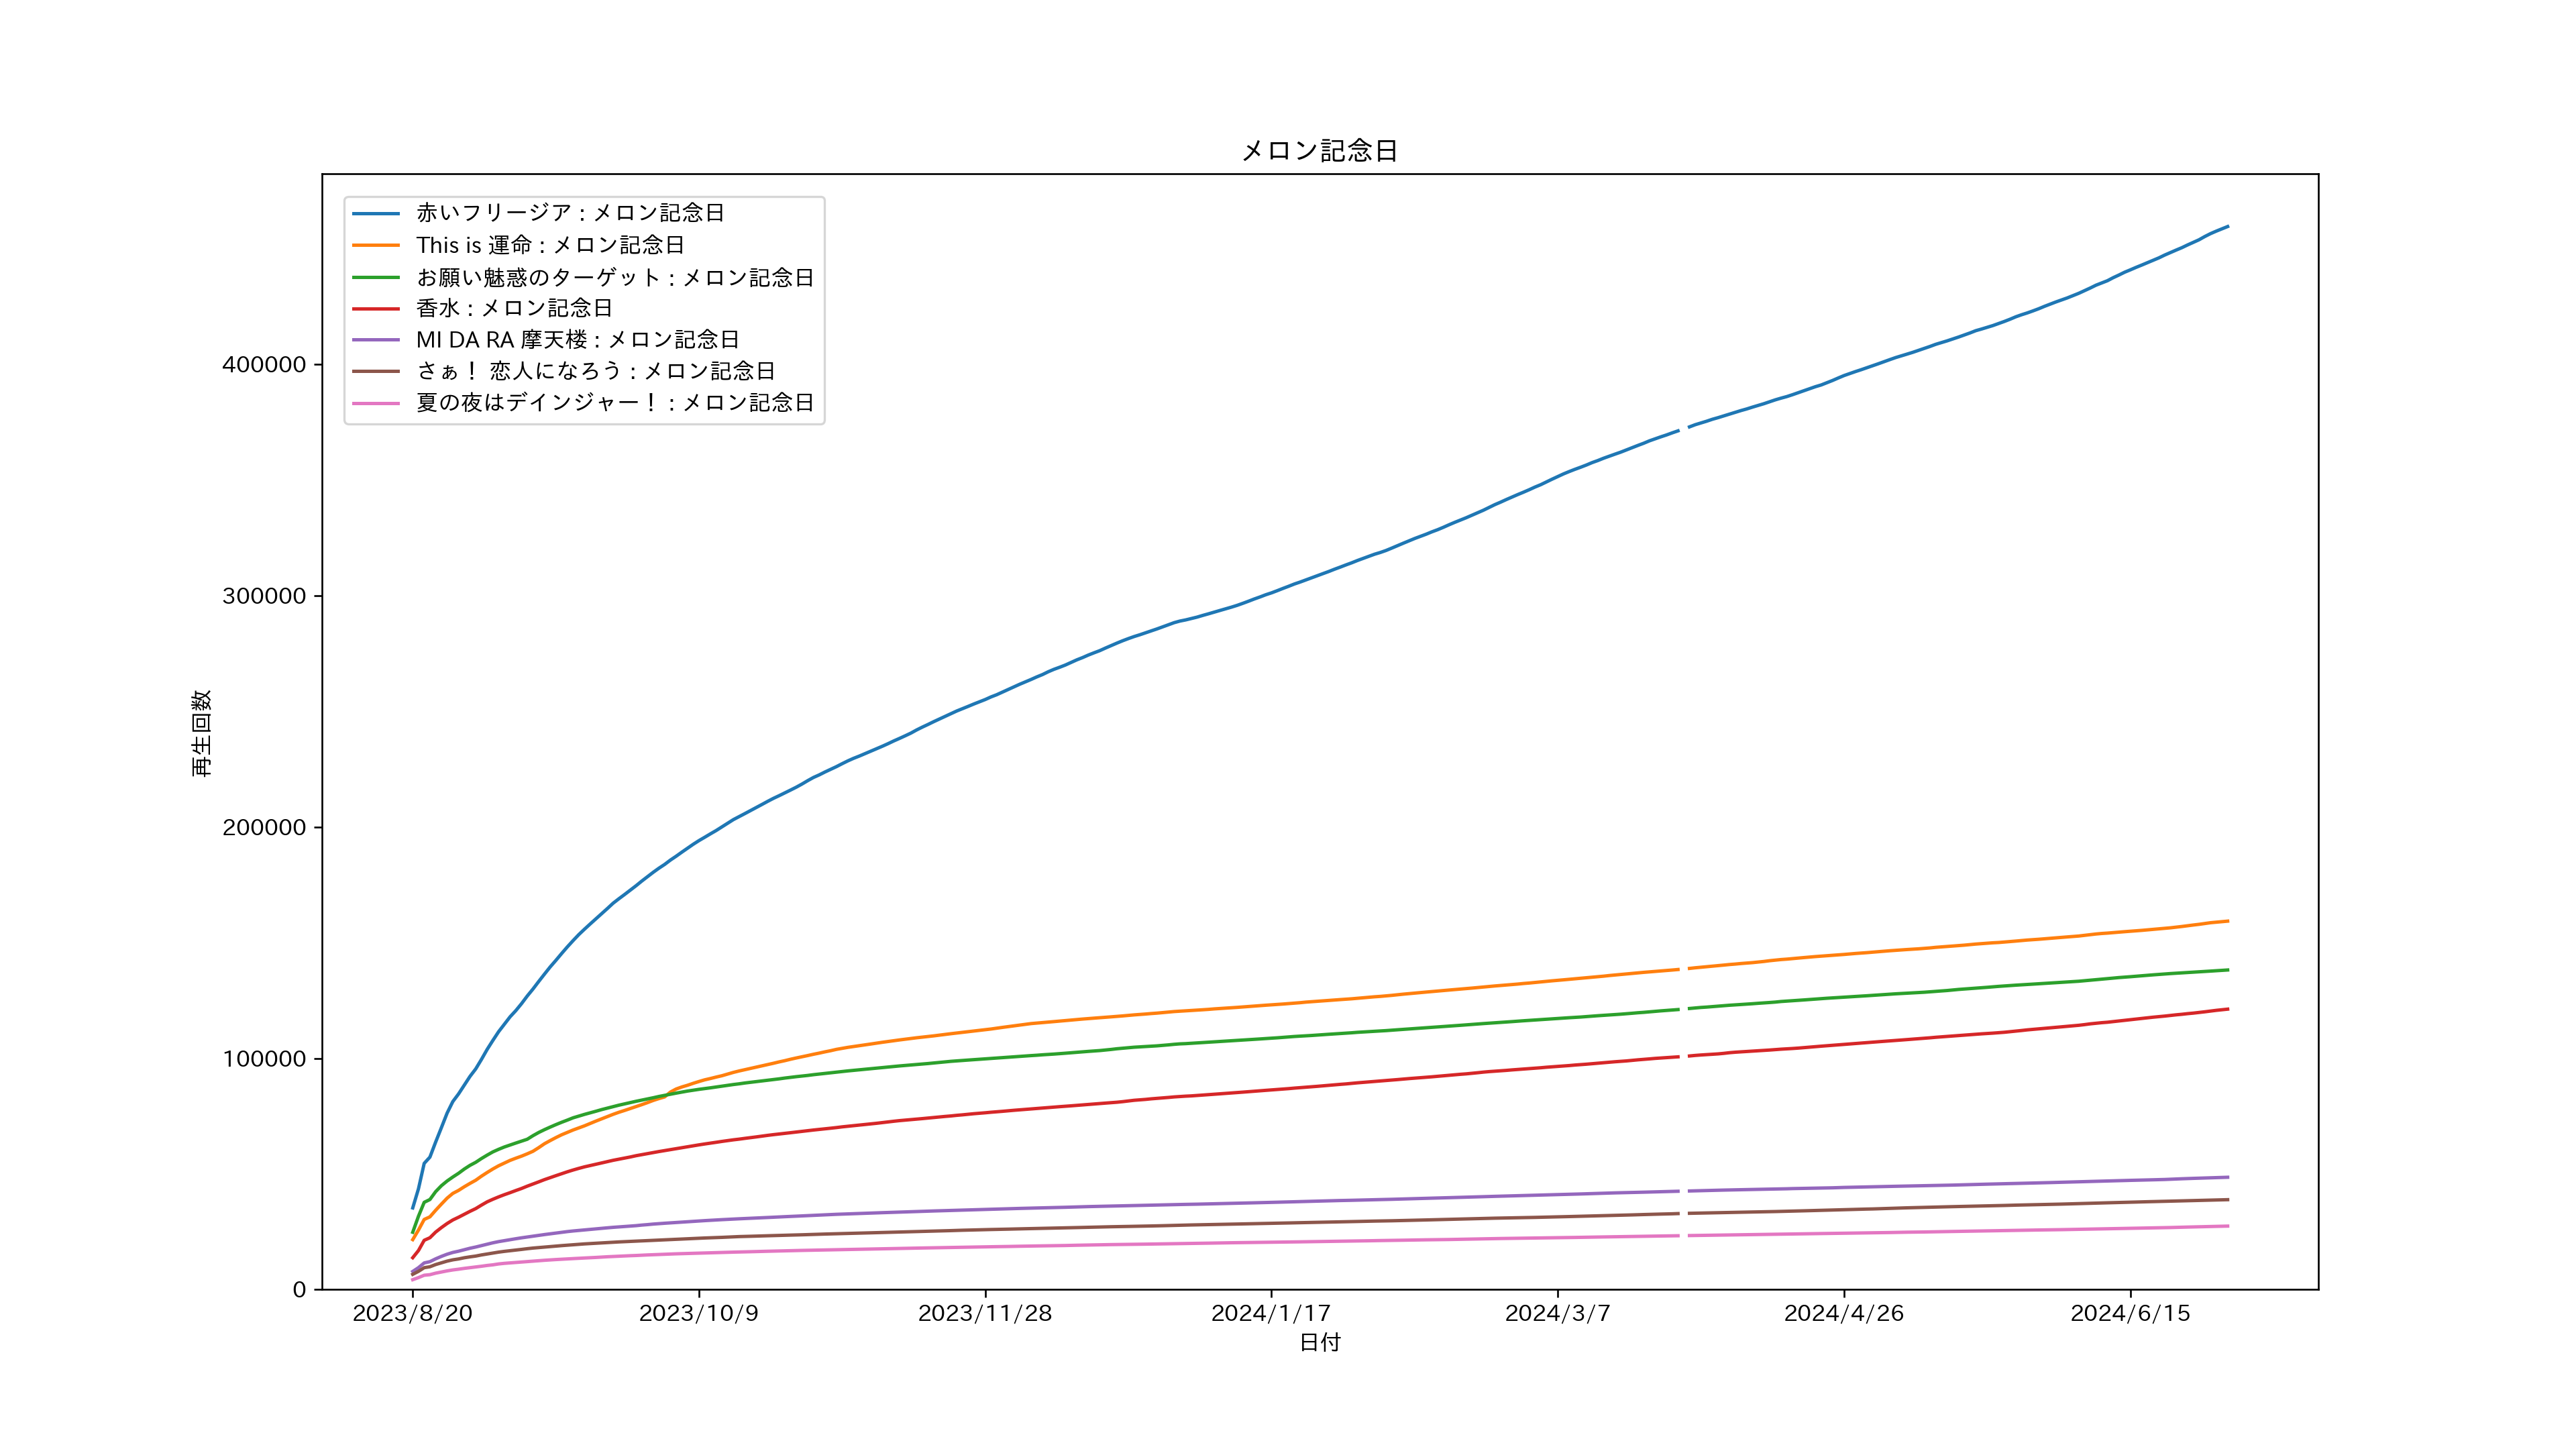 メロン記念日
赤いフリージア : メロン記念日
This is 運命 : メロン記念日
お願い魅惑のターゲット : メロン記念日
香水 : メロン記念日
MI DA RA 摩天楼 : メロン記念日
さぁ！ 恋人になろう : メロン記念日
夏の夜はデインジャー！ : メロン記念日
400000
300000
200000
100000
0
再生回数
2023/8/20 2023/10/9 2023/11/28 2024/1/17 2024/3/7 2024/4/26 2024/6/15
日付